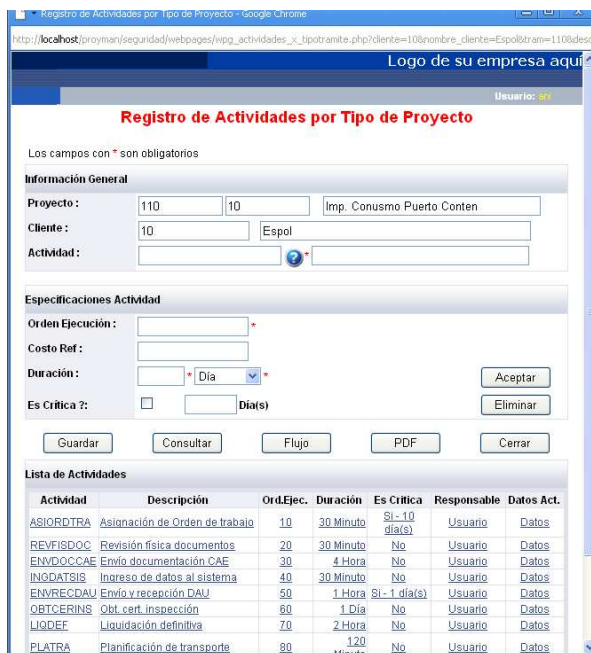 Registro de Actividades por Tipo de Proyecto - Google Chrome
http://localhost/proyman/seguridad/webpages/wpg_actividades_x_tipotramite.php?cliente=10&nombre_cliente=Espol&tram=110&desc
Logo de su empresa aquí
Usuario: ani
Registro de Actividades por Tipo de Proyecto
Los campos con * son obligatorios
Información General
Proyecto : 110 10 Imp. Conusmo Puerto Conten
Cliente : 10 Espol
Actividad : ? *
Especificaciones Actividad
Orden Ejecución : *
Costo Ref :
Duración : * Día * Aceptar
Es Crítica ?: Día(s) Eliminar
Guardar Consultar Flujo PDF Cerrar
Lista de Actividades
Actividad Descripción Ord.Ejec. Duración Es Critica Responsable Datos Act.
ASIORDTRA Asignación de Orden de trabajo 10 30 Minuto Si - 10 día(s) Usuario Datos
REVFISDOC Revisión física documentos 20 30 Minuto No Usuario Datos
ENVDOCCAE Envío documentación CAE 30 4 Hora No Usuario Datos
INGDATSIS Ingreso de datos al sistema 40 30 Minuto No Usuario Datos
ENVRECDAU Envío y recepción DAU 50 1 Hora Si - 1 día(s) Usuario Datos
OBTCERINS Obt. cert. inspección 60 1 Día No Usuario Datos
LIQDEF Liquidación definitiva 70 2 Hora No Usuario Datos
PLATRA Planificación de transporte 80 120 Minuto No Usuario Datos